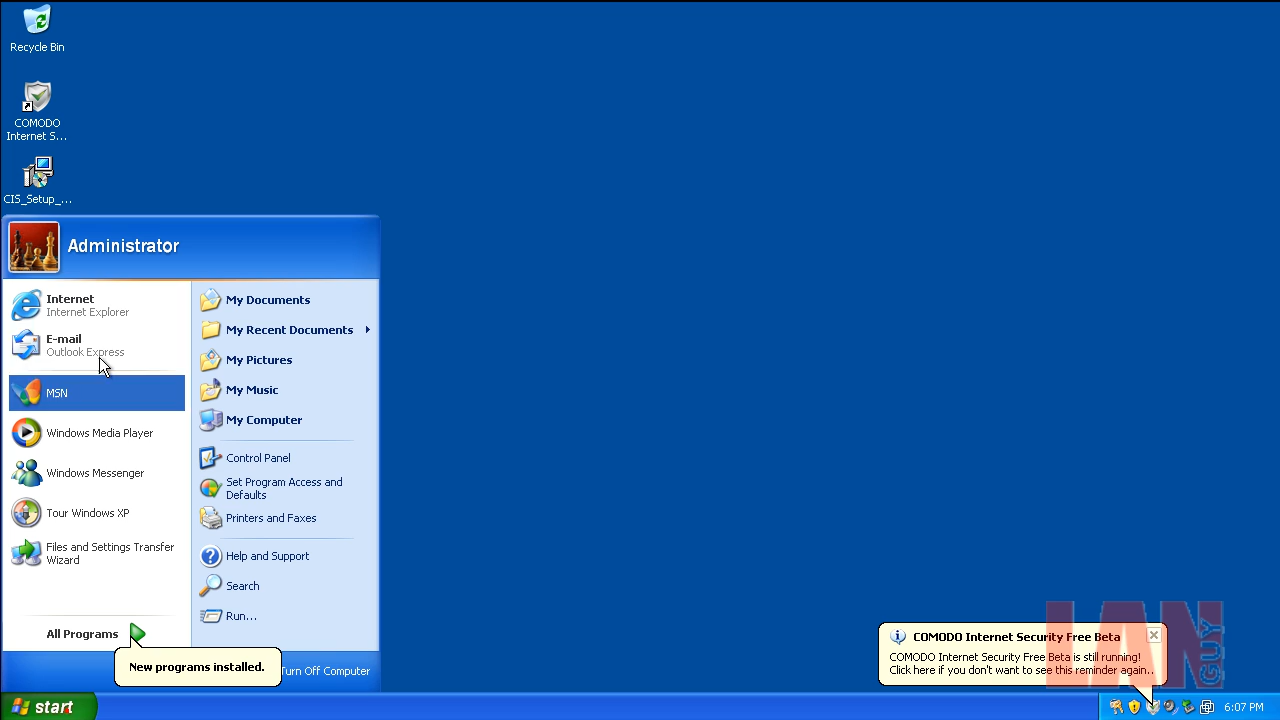 Recycle Bin
COMODO
Internet S...
CIS_Setup_...
Administrator
Internet
Internet Explorer
E-mail
Outlook Express
MSN
Windows Media Player
Windows Messenger
Tour Windows XP
Files and Settings Transfer
Wizard
All Programs
My Documents
My Recent Documents
My Pictures
My Music
My Computer
Control Panel
Set Program Access and
Defaults
Printers and Faxes
Help and Support
Search
Run...
New programs installed.
Turn Off Computer
COMODO Internet Security Free Beta
COMODO Internet Security Free Beta is still running!
Click here if you don't want to see this reminder again..
LAN
GUY
start
6:07 PM